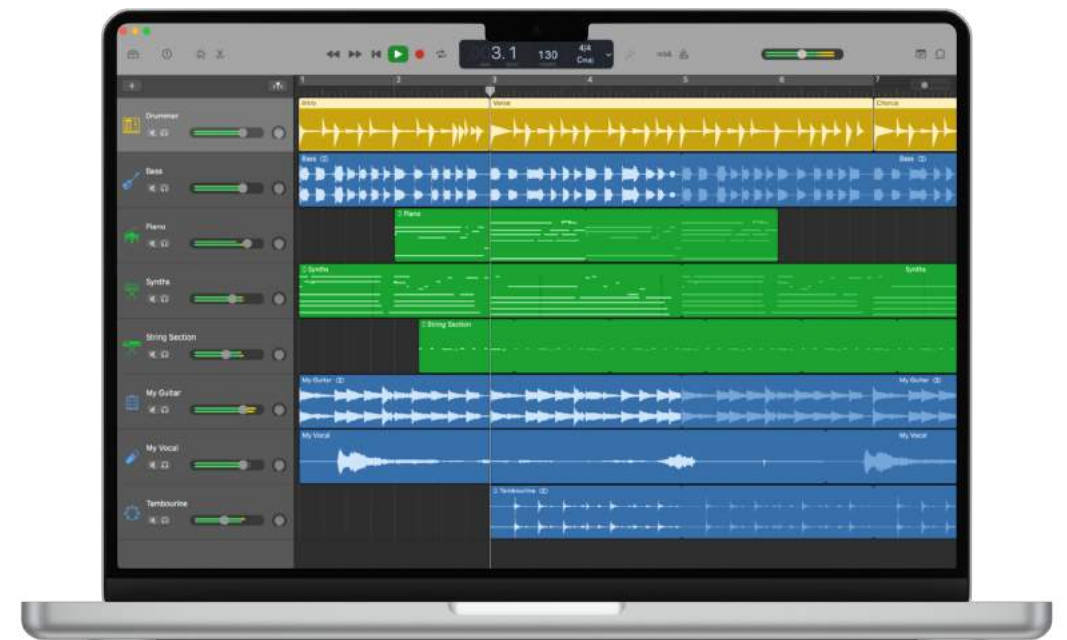 3.1 130 4/4
Cmaj
1 2 3 4 5 6 7
Intro Verse Chorus
Drummer
Bass Bass
Bass
Piano
Piano
Synths Synths
Synths
String Section
String Section
My Guitar My Guitar
My Guitar
My Vocal My Vocal
My Vocal
Tambourine
Tambourine